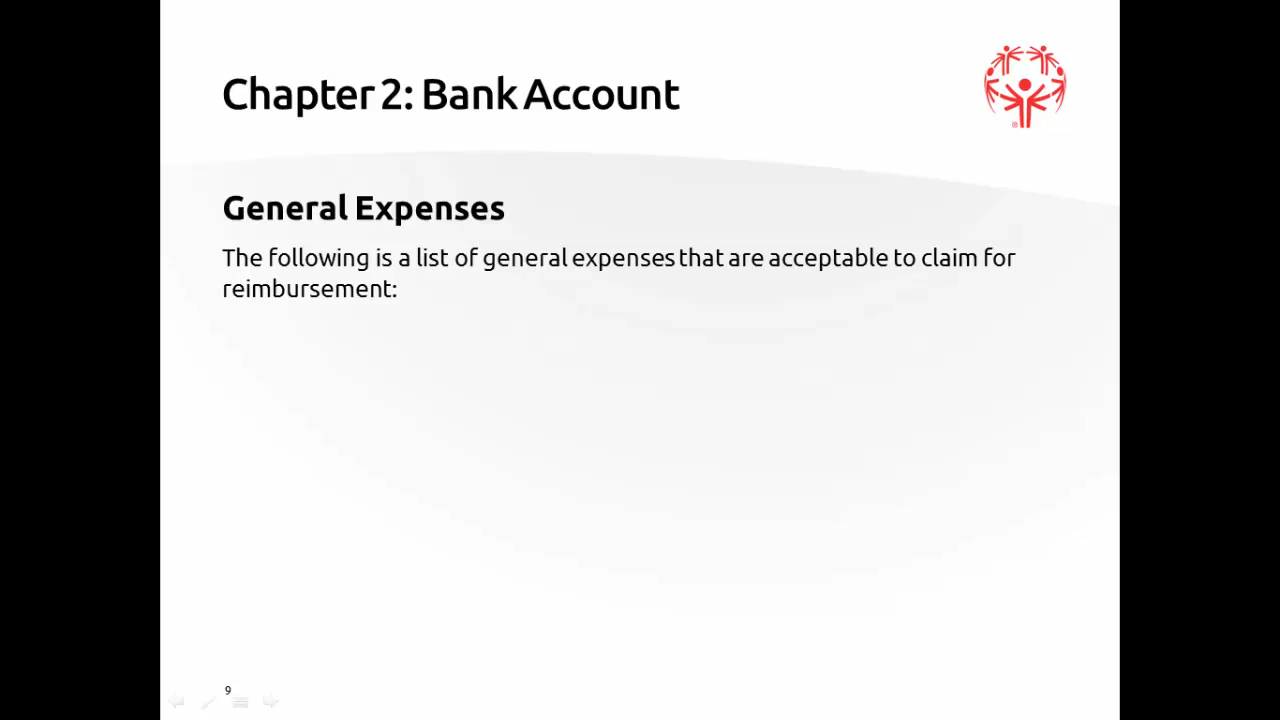 Chapter 2: Bank Account
General Expenses
The following is a list of general expenses that are acceptable to claim for
reimbursement:
9